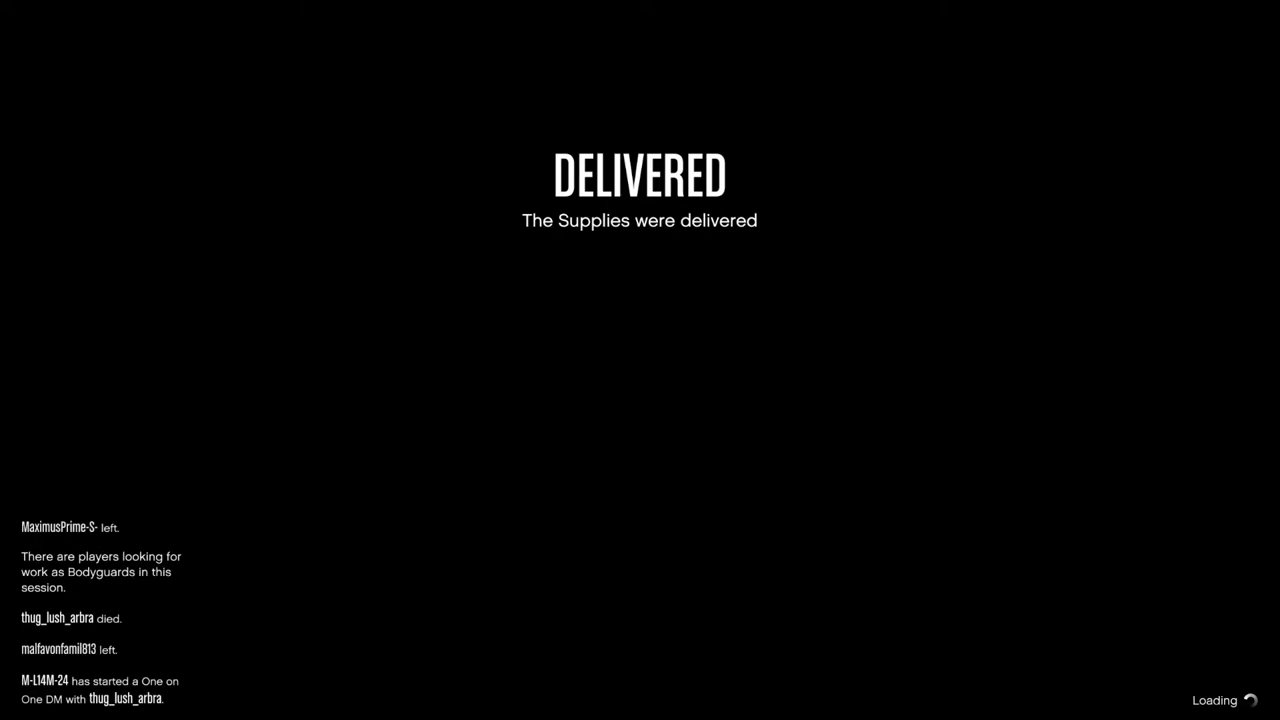 DELIVERED
The Supplies were delivered
MaximusPrime-S- left.
There are players looking for
work as Bodyguards in this
session.
thug_lush_arbra died.
malfavonfamil813 left.
M-L14M-24 has started a One on
One DM with thug_lush_arbra.
Loading